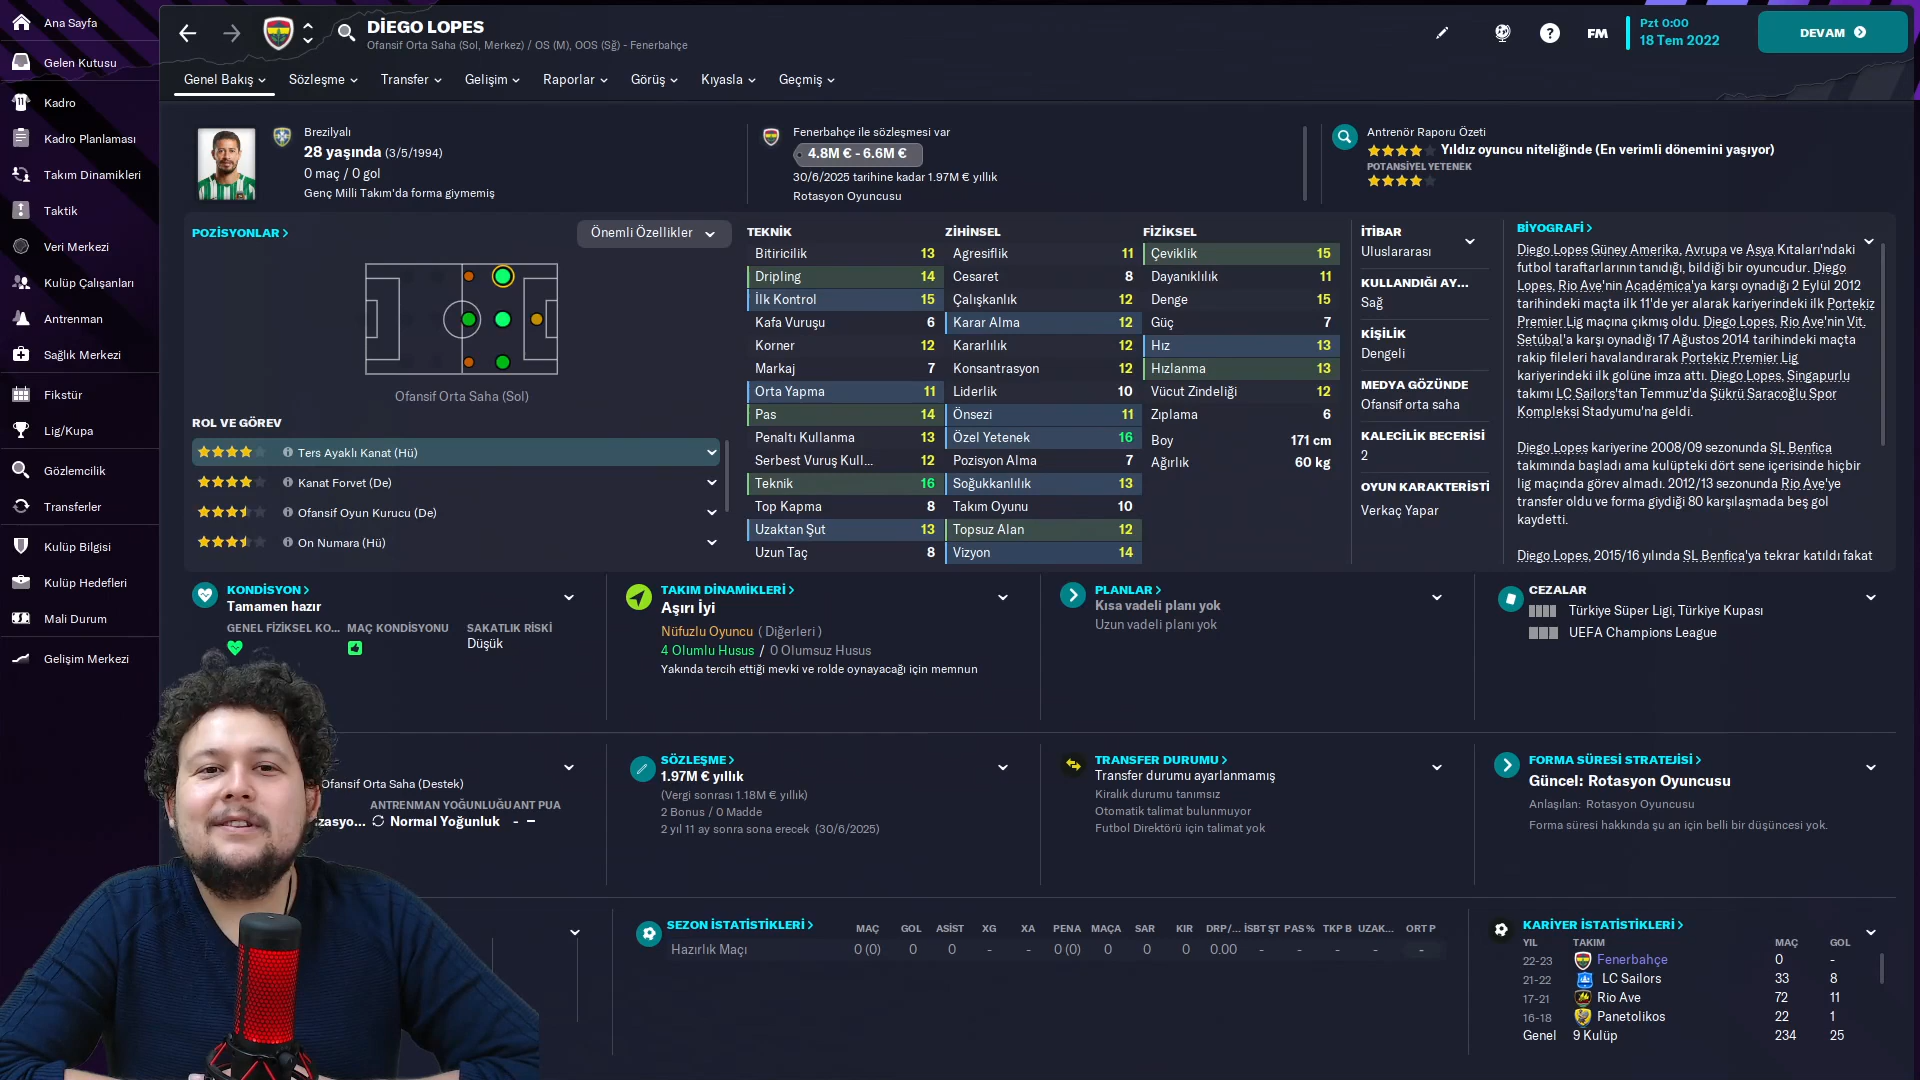 Ana Sayfa
Gelen Kutusu
Kadro
Kadro Planlaması
Takım Dinamikleri
Taktik
Veri Merkezi
Kulüp Çalışanları
Antrenman
Sağlık Merkezi
Fikstür
Lig/Kupa
Gözlemcilik
Transferler
Kulüp Bilgisi
Kulüp Hedefleri
Mali Durum
Gelişim Merkezi
DİEGO LOPES
Ofansif Orta Saha (Sol, Merkez) / OS (M), OOS (Sğ) - Fenerbahçe
FM
Pzt 0:00
18 Tem 2022
DEVAM
Genel Bakış Sözleşme Transfer Gelişim Raporlar Görüş Kıyasla Geçmiş
Brezilyalı
28 yaşında (3/5/1994)
0 maç / 0 gol
Genç Milli Takım'da forma giymemiş
Fenerbahçe ile sözleşmesi var
4.8M € - 6.6M €
30/6/2025 tarihine kadar 1.97M € yıllık
Rotasyon Oyuncusu
Antrenör Raporu Özeti
Yıldız oyuncu niteliğinde (En verimli dönemini yaşıyor)
POTANSİYEL YETENEK
POZİSYONLAR
Önemli Özellikler
Ofansif Orta Saha (Sol)
ROL VE GÖREV
Ters Ayaklı Kanat (Hü)
Kanat Forvet (De)
Ofansif Oyun Kurucu (De)
On Numara (Hü)
TEKNİK
Bitiricilik 13
Dripling 14
İlk Kontrol 15
Kafa Vuruşu 6
Korner 12
Markaj 7
Orta Yapma 11
Pas 14
Penaltı Kullanma 13
Serbest Vuruş Kull... 12
Teknik 16
Top Kapma 8
Uzaktan Şut 13
Uzun Taç 8
ZİHİNSEL
Agresiflik 11
Cesaret 8
Çalışkanlık 12
Karar Alma 12
Kararlılık 12
Konsantrasyon 12
Liderlik 10
Önsezi 11
Özel Yetenek 16
Pozisyon Alma 7
Soğukkanlılık 13
Takım Oyunu 10
Topsuz Alan 12
Vizyon 14
FİZİKSEL
Çeviklik 15
Dayanıklılık 11
Denge 15
Güç 7
Hız 13
Hızlanma 13
Vücut Zindeliği 12
Zıplama 6
Boy 171 cm
Ağırlık 60 kg
İTİBAR
Uluslararası
KULLANDIĞI AY...
Sağ
KİŞİLİK
Dengeli
MEDYA GÖZÜNDE
Ofansif orta saha
KALECİLİK BECERİSİ
2
OYUN KARAKTERİSTİ
Verkaç Yapar
BİYOGRAFİ
Diego Lopes Güney Amerika, Avrupa ve Asya Kıtaları'ndaki
futbol taraftarlarının tanıdığı, bildiği bir oyuncudur. Diego
Lopes, Rio Ave'nin Académica'ya karşı oynadığı 2 Eylül 2012
tarihindeki maçta ilk 11'de yer alarak kariyerindeki ilk Portekiz
Premier Lig maçına çıkmış oldu. Diego Lopes, Rio Ave'nin Vit.
Setúbal'a karşı oynadığı 17 Ağustos 2014 tarihindeki maçta
rakip fileleri havalandırarak Portekiz Premier Lig
kariyerindeki ilk golüne imza attı. Diego Lopes, Singapurlu
takımı LC Sailors'tan Temmuz'da Şükrü Saracoğlu Spor
Kompleksi Stadyumu'na geldi.
Diego Lopes kariyerine 2008/09 sezonunda SL Benfica
takımında başladı ama kulüpteki dört sene içerisinde hiçbir
lig maçında görev almadı. 2012/13 sezonunda Rio Ave'ye
transfer oldu ve forma giydiği 80 karşılaşmada beş gol
kaydetti.
Diego Lopes, 2015/16 yılında SL Benfica'ya tekrar katıldı fakat
KONDİSYON
Tamamen hazır
GENEL FİZİKSEL KO... MAÇ KONDİSYONU SAKATLIK RİSKİ
Düşük
TAKIM DİNAMİKLERİ
Aşırı İyi
Nüfuzlu Oyuncu ( Diğerleri )
4 Olumlu Husus / 0 Olumsuz Husus
Yakında tercih ettiği mevki ve rolde oynayacağı için memnun
PLANLAR
Kısa vadeli planı yok
Uzun vadeli planı yok
CEZALAR
Türkiye Süper Ligi, Türkiye Kupası
UEFA Champions League
Ofansif Orta Saha (Destek)
ANTRENMAN YOĞUNLUĞU ANT PUA
zasyo... Normal Yoğunluk - –
SÖZLEŞME
1.97M € yıllık
(Vergi sonrası 1.18M € yıllık)
2 Bonus / 0 Madde
2 yıl 11 ay sonra sona erecek (30/6/2025)
TRANSFER DURUMU
Transfer durumu ayarlanmamış
Kiralık durumu tanımsız
Otomatik talimat bulunmuyor
Futbol Direktörü için talimat yok
FORMA SÜRESİ STRATEJİSİ
Güncel: Rotasyon Oyuncusu
Anlaşılan: Rotasyon Oyuncusu
Forma süresi hakkında şu an için belli bir düşüncesi yok.
SEZON İSTATİSTİKLERİ MAÇ GOL ASİST XG XA PENA MAÇA SAR KIR DRP/... İSBT ŞT PAS % TKP B UZAK... ORT P
Hazırlık Maçı 0 (0) 0 0 - - 0 (0) 0 0 0 0.00 - - - - -
KARİYER İSTATİSTİKLERİ
YIL TAKIM MAÇ GOL
22-23 Fenerbahçe 0 -
21-22 LC Sailors 33 8
17-21 Rio Ave 72 11
16-18 Panetolikos 22 1
Genel 9 Kulüp 234 25